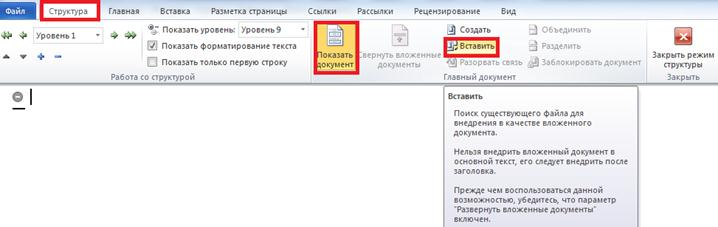 Файл Структура Главная Вставка Разметка страницы Ссылки Рассылки Рецензирование Вид
Уровень 1
Показать уровень: Уровень 9
Показать форматирование текста
Показать только первую строку
Работа со структурой
Показать
документ
Свернуть вложенные
документы
Создать
Вставить
Разорвать связь
Объединить
Разделить
Заблокировать документ
Главный документ
Закрыть режим
структуры
Закрыть
Вставить
Поиск существующего файла для
внедрения в качестве вложенного
документа.
Нельзя внедрить вложенный документ в
основной текст, его следует внедрить после
заголовка.
Прежде чем воспользоваться данной
возможностью, убедитесь, что параметр
"Развернуть вложенные документы"
включен.